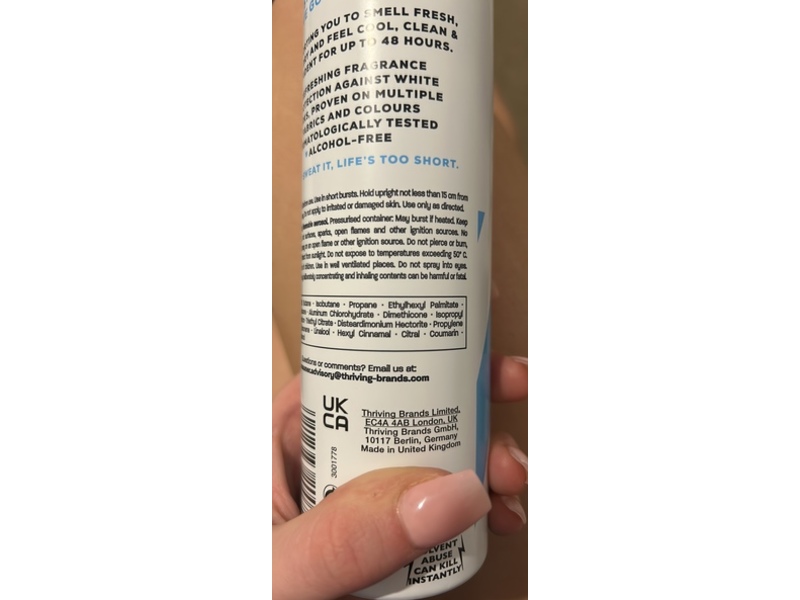 YOU TO SMELL FRESH,
AND FEEL COOL, CLEAN &
FOR UP TO 48 HOURS.
FRAGRANCE
AGAINST WHITE
PROVEN ON MULTIPLE
AND COLOURS
TESTED
ALCOHOL-FREE
IT, LIFE'S TOO SHORT.
use. Use in short bursts. Hold upright not less than 15 cm from
not apply to irritated or damaged skin. Use only as directed.
aerosol. Pressurised container: May burst if heated. Keep
sparks, open flames and other ignition sources. No
on open flame or other ignition source. Do not pierce or burn,
from sunlight. Do not expose to temperatures exceeding 50° C.
Use in well ventilated places. Do not spray into eyes.
concentrating and inhaling contents can be harmful or fatal.
• Isobutane • Propane • Ethylhexyl Palmitate •
• Aluminum Chlorohydrate • Dimethicone • Isopropyl
• Triethyl Citrate • Disteardimonium Hectorite • Propylene
• Linalool • Hexyl Cinnamal • Citral • Coumarin •
Questions or comments? Email us at:
advisory@thriving-brands.com
UK
CA
Thriving Brands Limited,
EC4A 4AB London, UK
Thriving Brands GmbH,
10117 Berlin, Germany
Made in United Kingdom
3001778
ABUSE
CAN KILL
INSTANTLY